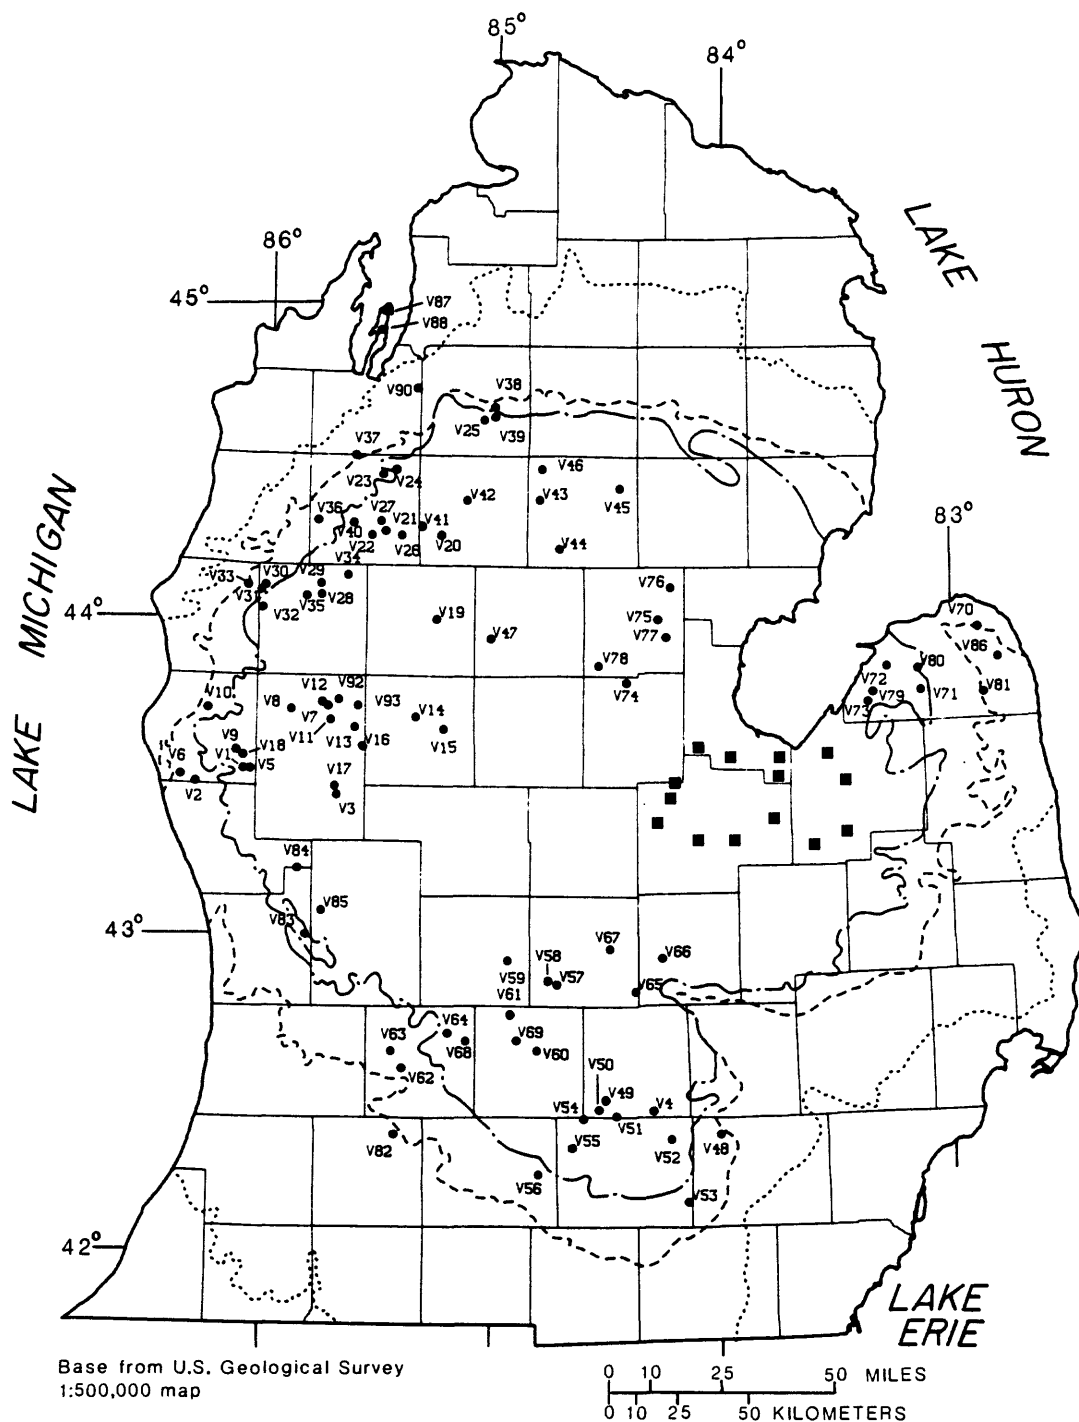 85°
84°
86°
LAKE
45°
V87
V88
HURON
V90
V38
V25
V39
V37
V46
V23
V24
V42
V43
V45
V36
V27
V21
V41
V40
V22
V28
V20
V44
83°
V34
V33
V30
V29
V76
V31
V35
V28
44°
V32
V19
V75
V70
V47
V77
V86
V78
V72
V80
LAKE MICHIGAN
V12
V92
V74
V79
V71
V81
V10
V8
V93
V14
V73
V7
V9
V11
V13
V16
V15
V1
V18
V6
V5
V2
V17
V3
V84
V85
43°
V83
V67
V58
V66
V59
V57
V61
V65
V64
V63
V69
V68
V60
V62
V50
V49
V54
V4
V51
V82
V55
V52
V48
V56
V53
42°
LAKE
ERIE
Base from U.S. Geological Survey
1:500,000 map
0 10 25 50 MILES
0 10 25 50 KILOMETERS